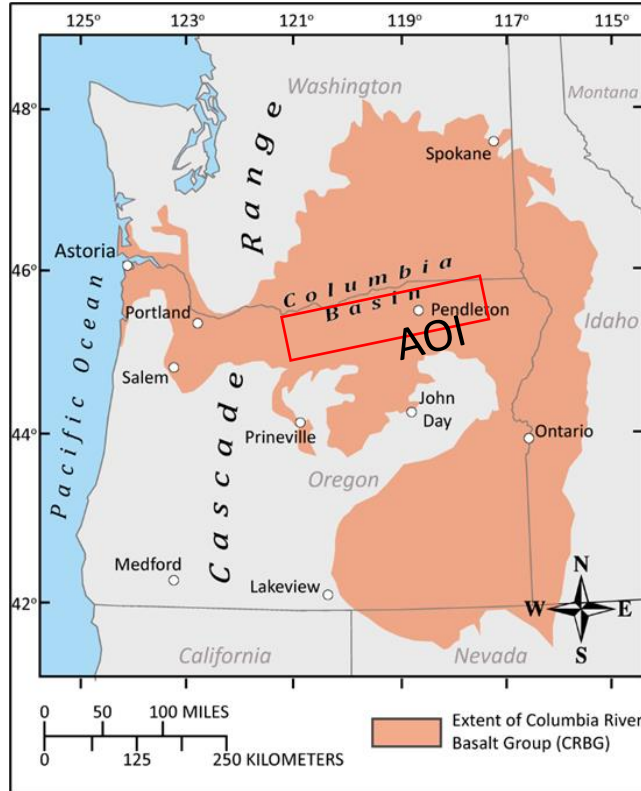 125°
123°
121°
119°
117°
115°
48°
46°
44°
42°
Washington
Montana
Spokane
Cascade Range
Pacific Ocean
Astoria
Columbia
Basin
Portland
Pendleton
AOI
Idaho
Salem
John
Day
Prineville
Ontario
Oregon
Medford
Lakeview
N
W E
S
California
Nevada
0 50 100 MILES
0 125 250 KILOMETERS
Extent of Columbia River
Basalt Group (CRBG)